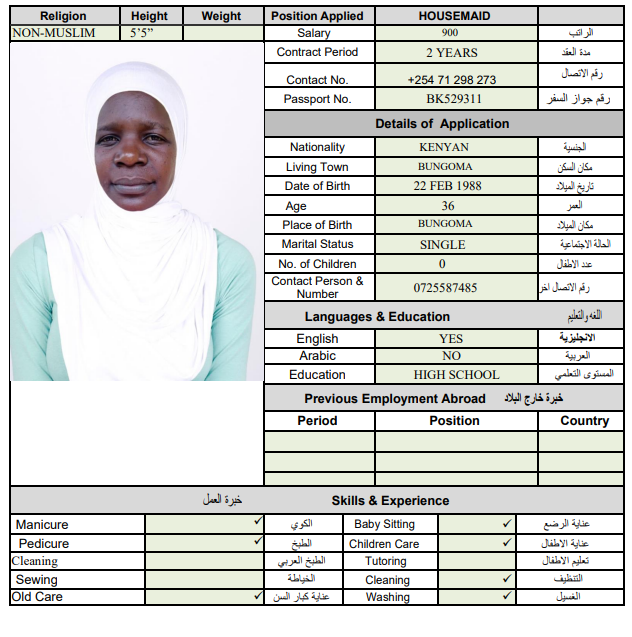 Religion Height Weight Position Applied HOUSEMAID
NON-MUSLIM 5’5” Salary 900 الراتب
Contract Period 2 YEARS مدة العقد
Contact No. +254 71 298 273 رقم الاتصال
Passport No. BK529311 رقم جواز السفر
Details of Application
Nationality KENYAN الجنسية
Living Town BUNGOMA مكان السكن
Date of Birth 22 FEB 1988 تاريخ الميلاد
Age 36 العمر
Place of Birth BUNGOMA مكان الميلاد
Marital Status SINGLE الحالة الاجتماعية
No. of Children 0 عدد الاطفال
Contact Person &
Number 0725587485 رقم الاتصال اخر
Languages & Education اللغه والتعليم
English YES الانجليزية
Arabic NO العربية
Education HIGH SCHOOL المستوى التعلمي
Previous Employment Abroad خبرة خارج البلاد
Period Position Country
خبرة العمل Skills & Experience
Manicure ✓ الكوي Baby Sitting ✓ عناية الرضع
Pedicure ✓ الطبخ Children Care ✓ عناية الاطفال
Cleaning الطبخ العربي Tutoring تعليم الاطفال
Sewing الخياطة Cleaning ✓ التنظيف
Old Care ✓ عناية كبار السن Washing ✓ الغسيل